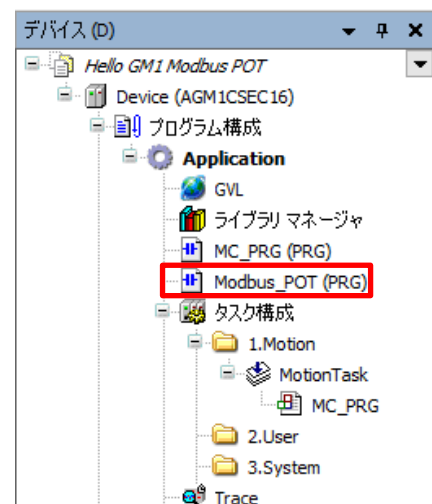 デバイス (D)
Hello GM1 Modbus POT
Device (AGM1CSEC16)
プログラム構成
Application
GVL
ライブラリ マネージャ
MC_PRG (PRG)
Modbus_POT (PRG)
タスク構成
1.Motion
MotionTask
MC_PRG
2.User
3.System
Trace